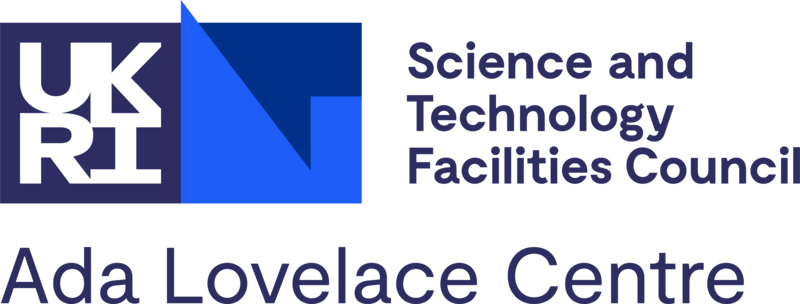 UK
RI
Science and
Technology
Facilities Council
Ada Lovelace Centre